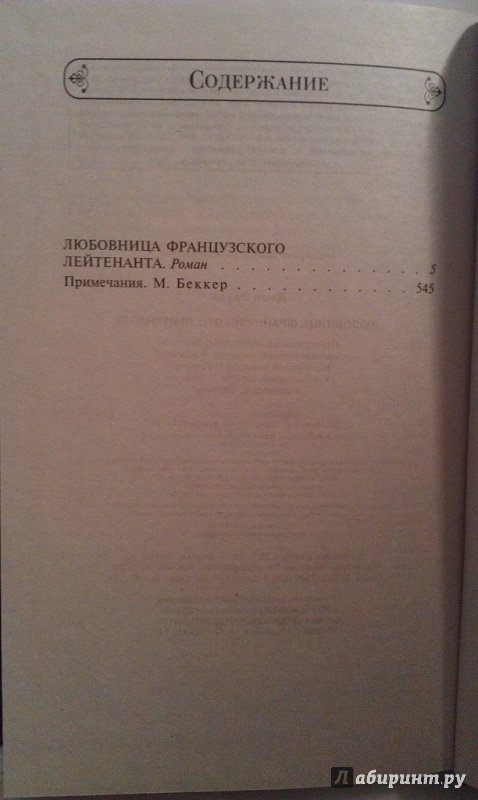 СОДЕРЖАНИЕ
ЛЮБОВНИЦА ФРАНЦУЗСКОГО
ЛЕЙТЕНАНТА. Роман . . . . . . . . . . . . . . . 5
Примечания. М. Беккер . . . . . . . . . . . . . 545
Лабиринт.ру